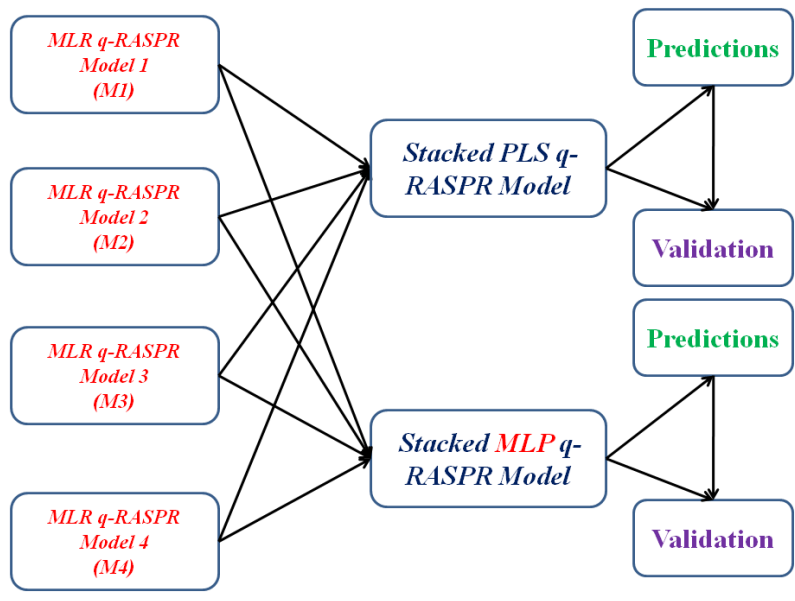 MLR q-RASPR
Model 1
(M1)
MLR q-RASPR
Model 2
(M2)
MLR q-RASPR
Model 3
(M3)
MLR q-RASPR
Model 4
(M4)
Stacked PLS q-
RASPR Model
Stacked MLP q-
RASPR Model
Predictions
Validation
Predictions
Validation